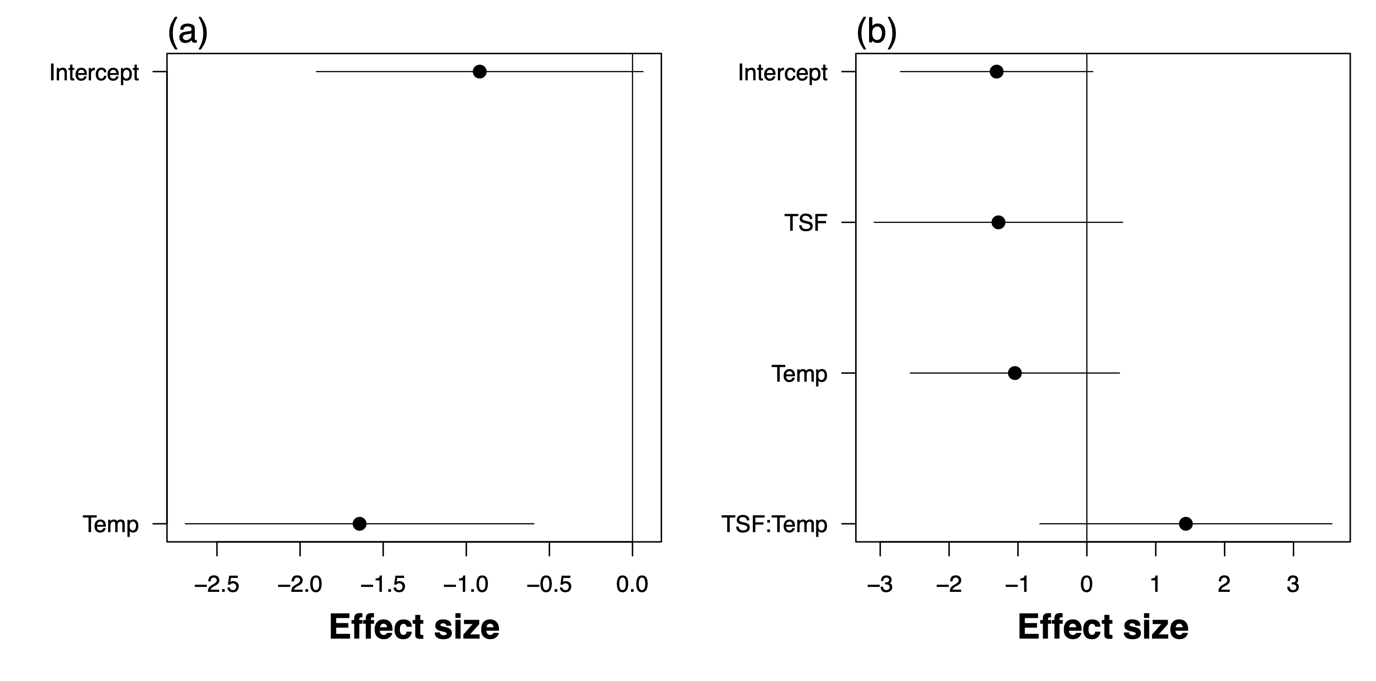 (a)
Intercept
Temp
−2.5 −2.0 −1.5 −1.0 −0.5 0.0
Effect size
(b)
Intercept
TSF
Temp
TSF:Temp
−3 −2 −1 0 1 2 3
Effect size